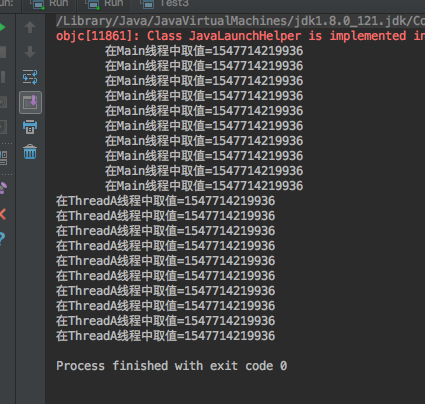 un: Run Run Test3
/Library/Java/JavaVirtualMachines/jdk1.8.0_121.jdk/Co
objc[11861]: Class JavaLaunchHelper is implemented in
在Main线程中取值=1547714219936
在Main线程中取值=1547714219936
在Main线程中取值=1547714219936
在Main线程中取值=1547714219936
在Main线程中取值=1547714219936
在Main线程中取值=1547714219936
在Main线程中取值=1547714219936
在Main线程中取值=1547714219936
在Main线程中取值=1547714219936
在Main线程中取值=1547714219936
在ThreadA线程中取值=1547714219936
在ThreadA线程中取值=1547714219936
在ThreadA线程中取值=1547714219936
在ThreadA线程中取值=1547714219936
在ThreadA线程中取值=1547714219936
在ThreadA线程中取值=1547714219936
在ThreadA线程中取值=1547714219936
在ThreadA线程中取值=1547714219936
在ThreadA线程中取值=1547714219936
在ThreadA线程中取值=1547714219936
Process finished with exit code 0